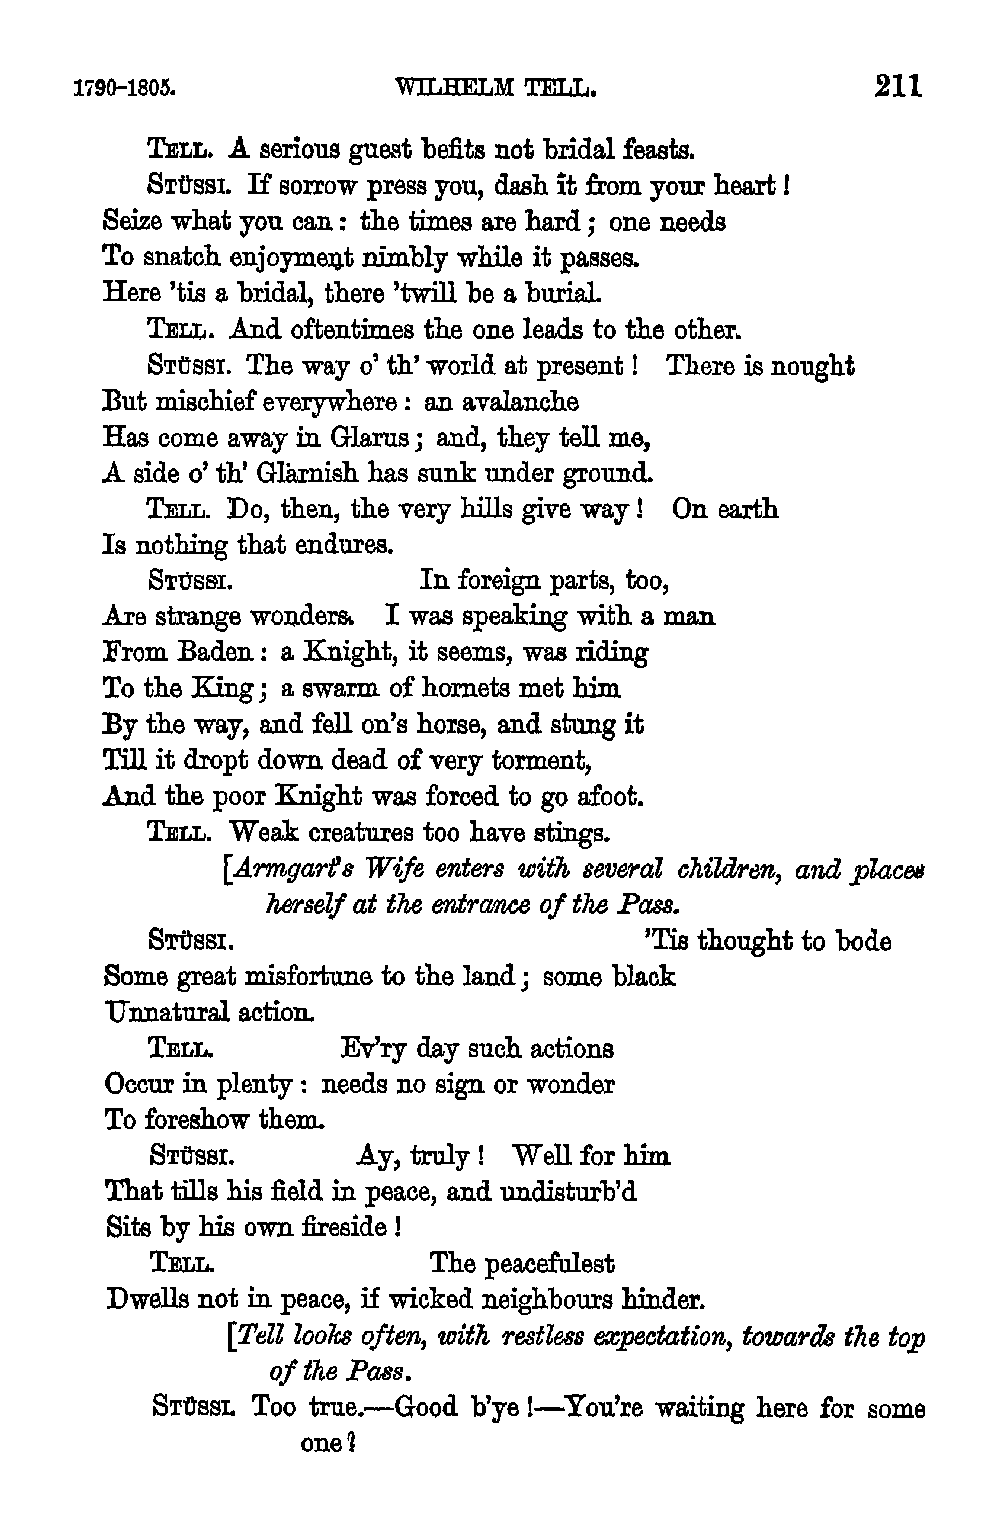 1790-1805. WILHELM TELL. 211
TELL. A serious guest befits not bridal feasts.
STÜSSI. If sorrow press you, dash it from your heart!
Seize what you can: the times are hard; one needs
To snatch enjoyment nimbly while it passes.
Here 'tis a bridal, there 'twill be a burial.
TELL. And oftentimes the one leads to the other.
STÜSSI. The way o' th' world at present! There is nought
But mischief everywhere: an avalanche
Has come away in Glarus; and, they tell me,
A side o' th' Glärnish has sunk under ground.
TELL. Do, then, the very hills give way! On earth
Is nothing that endures.
STÜSSI. In foreign parts, too,
Are strange wonders. I was speaking with a man
From Baden: a Knight, it seems, was riding
To the King; a swarm of hornets met him
By the way, and fell on's horse, and stung it
Till it dropt down dead of very torment,
And the poor Knight was forced to go afoot.
TELL. Weak creatures too have stings.
[Armgart's Wife enters with several children, and places
herself at the entrance of the Pass.
STÜSSI. 'Tis thought to bode
Some great misfortune to the land; some black
Unnatural action.
TELL. Ev'ry day such actions
Occur in plenty: needs no sign or wonder
To foreshow them.
STÜSSI. Ay, truly! Well for him
That tills his field in peace, and undisturb'd
Sits by his own fireside!
TELL. The peacefulest
Dwells not in peace, if wicked neighbours hinder.
[Tell looks often, with restless expectation, towards the top
of the Pass.
STÜSSI. Too true.—Good b'ye!—You're waiting here for some
one?